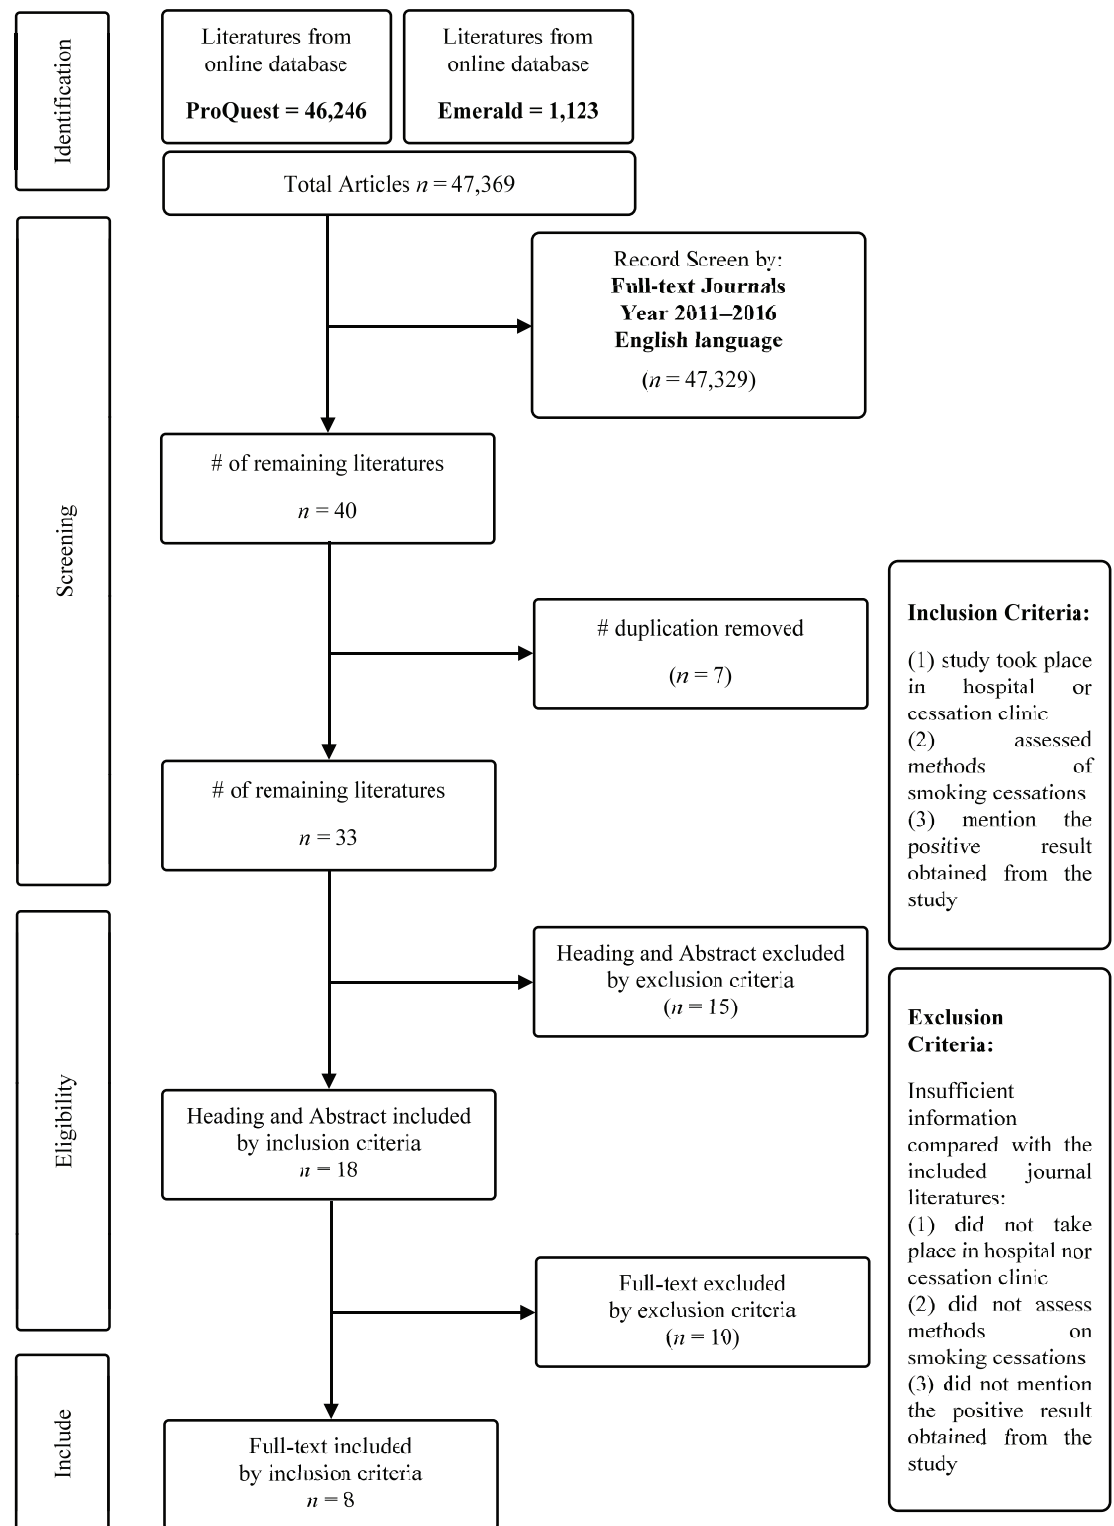 Identification
Literatures from
online database
ProQuest = 46,246
Literatures from
online database
Emerald = 1,123
Total Articles n = 47,369
Screening
Record Screen by:
Full-text Journals
Year 2011–2016
English language
(n = 47,329)
# of remaining literatures
n = 40
# duplication removed
(n = 7)
# of remaining literatures
n = 33
Inclusion Criteria:
(1) study took place
in hospital or
cessation clinic
(2) assessed
methods of
smoking cessations
(3) mention the
positive result
obtained from the
study
Eligibility
Heading and Abstract excluded
by exclusion criteria
(n = 15)
Heading and Abstract included
by inclusion criteria
n = 18
Full-text excluded
by exclusion criteria
(n = 10)
Exclusion
Criteria:
Insufficient
information
compared with the
included journal
literatures:
(1) did not take
place in hospital nor
cessation clinic
(2) did not assess
methods on
smoking cessations
(3) did not mention
the positive result
obtained from the
study
Include
Full-text included
by inclusion criteria
n = 8